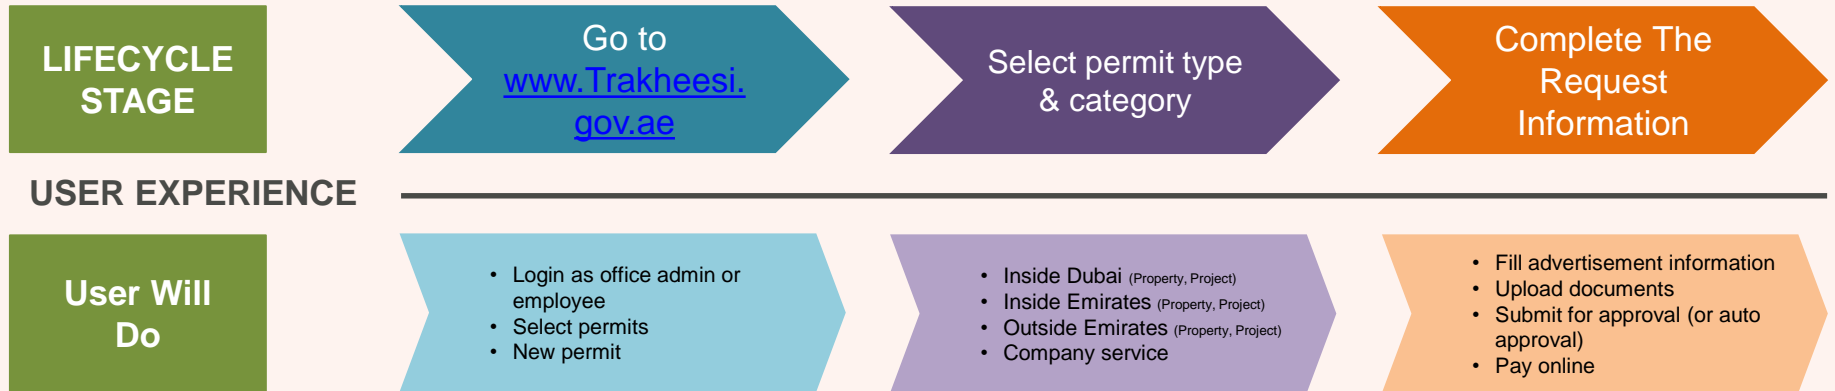 LIFECYCLE
STAGE
Go to
www.Trakheesi.
gov.ae
Select permit type
& category
Complete The
Request
Information
USER EXPERIENCE
User Will
Do
• Login as office admin or
employee
• Select permits
• New permit
• Inside Dubai (Property, Project)
• Inside Emirates (Property, Project)
• Outside Emirates (Property, Project)
• Company service
• Fill advertisement information
• Upload documents
• Submit for approval (or auto
approval)
• Pay online